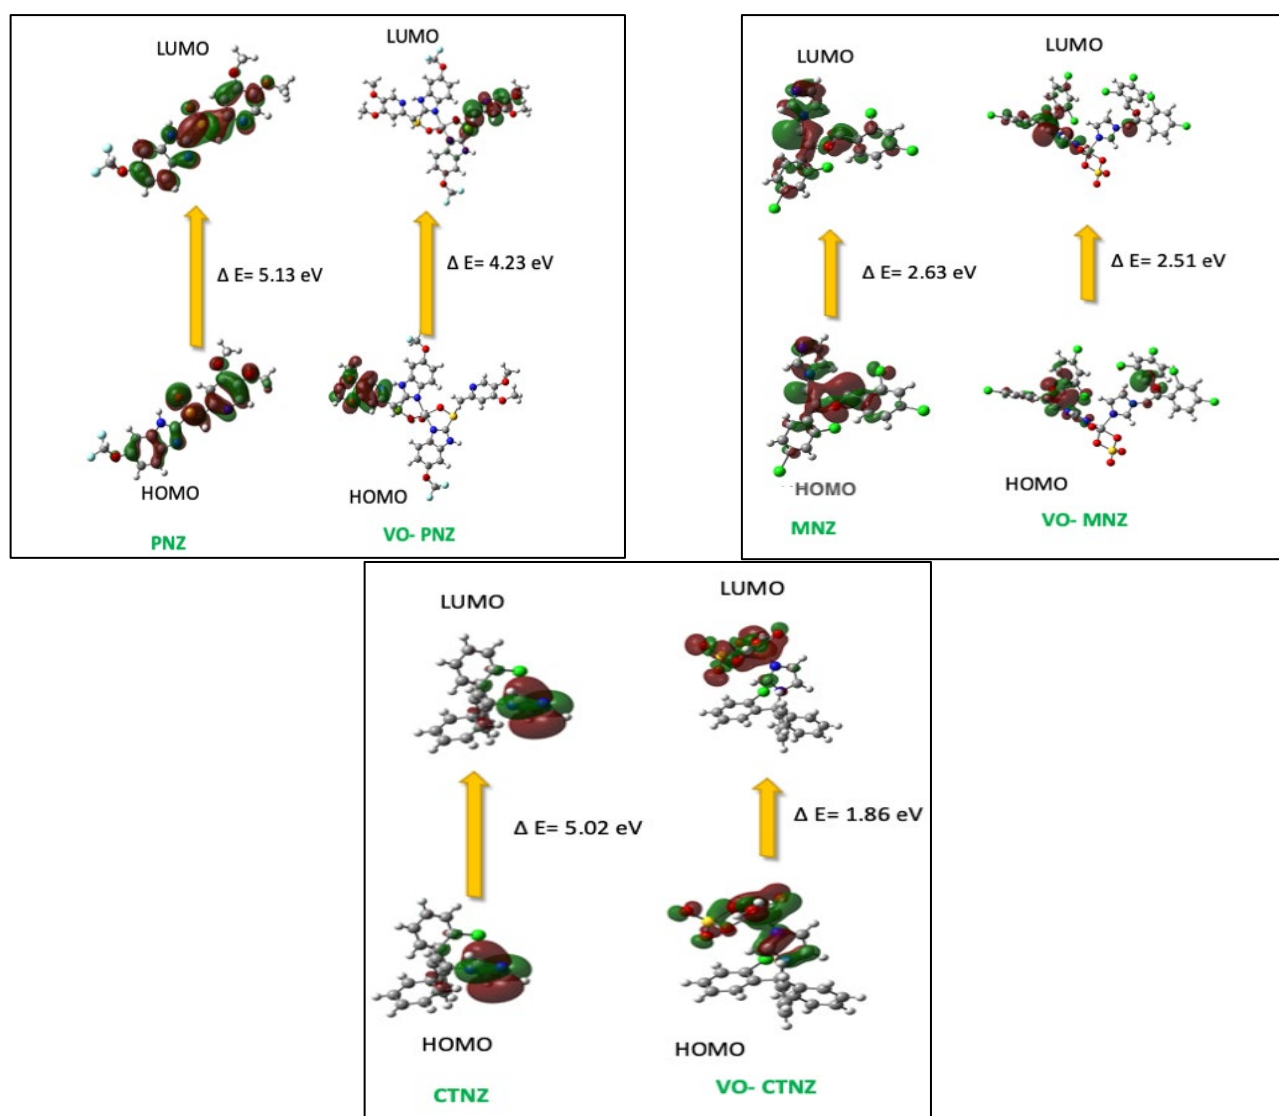 LUMO
LUMO
Δ E= 5.13 eV
Δ E= 4.23 eV
HOMO
HOMO
PNZ
VO- PNZ
LUMO
LUMO
Δ E= 2.63 eV
Δ E= 2.51 eV
HOMO
HOMO
MNZ
VO- MNZ
LUMO
LUMO
Δ E= 5.02 eV
Δ E= 1.86 eV
HOMO
HOMO
CTNZ
VO- CTNZ